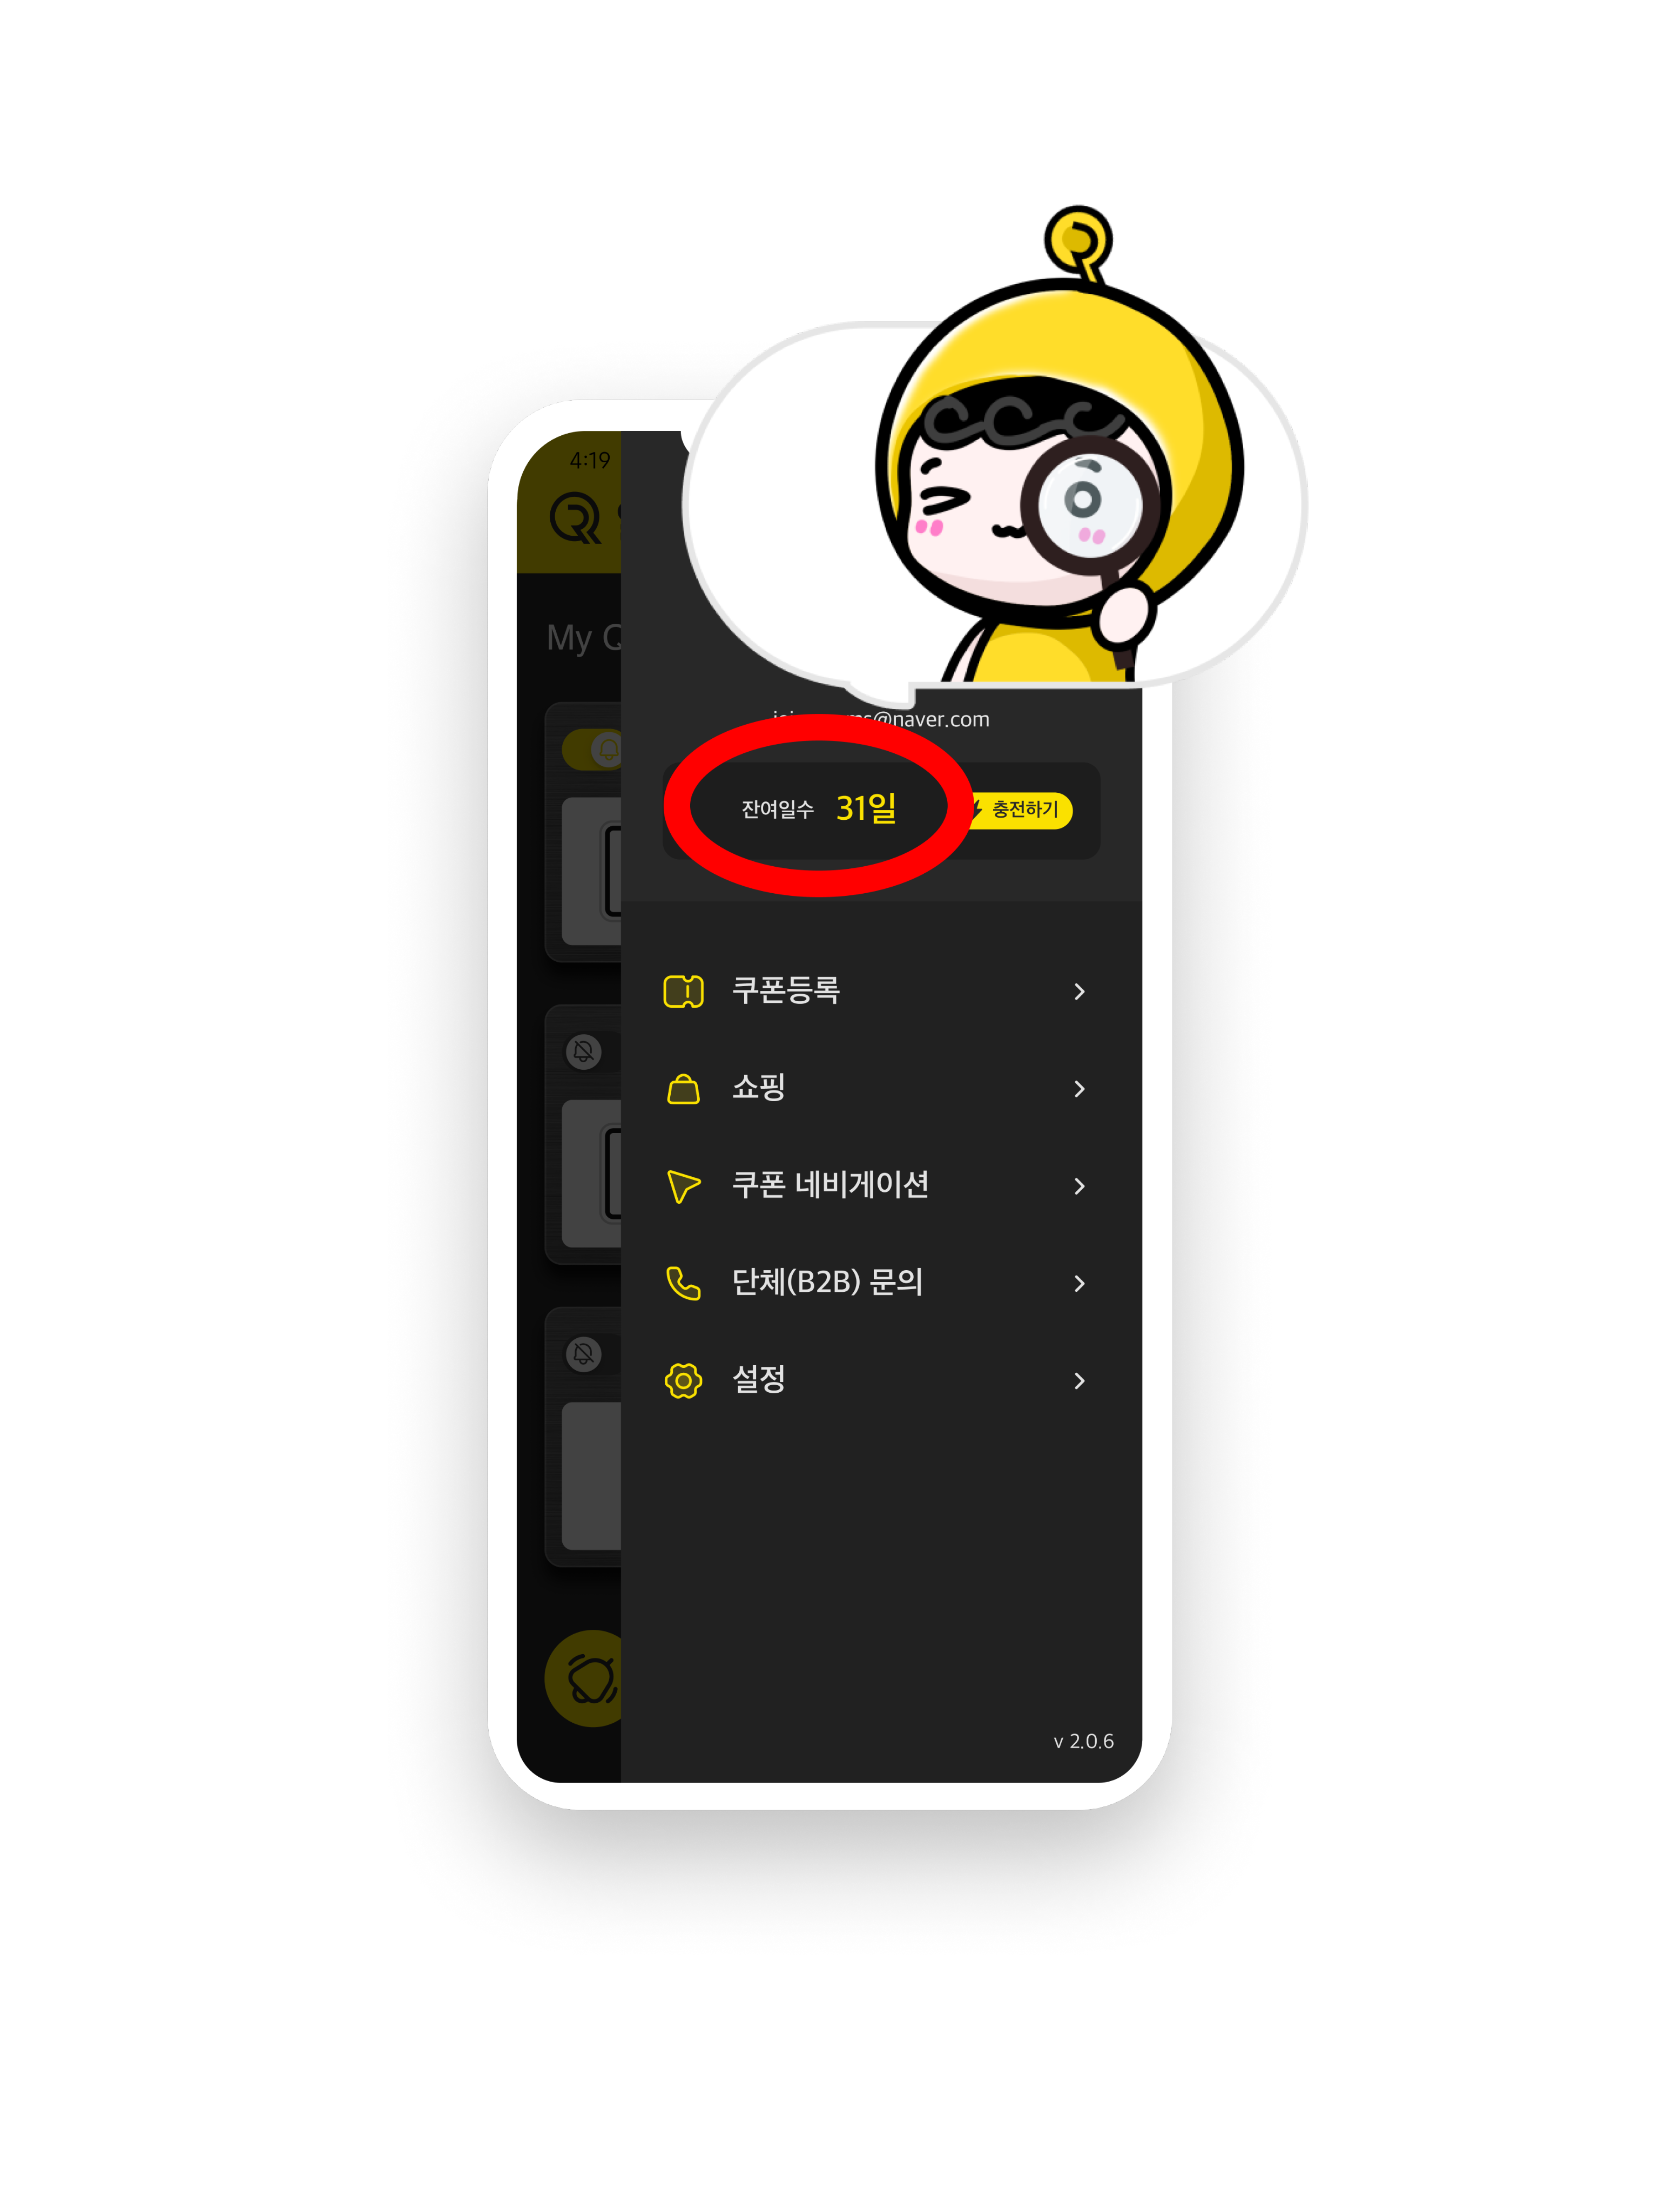 4:19
My
@naver.com
잔여일수 31일 충전하기
쿠폰등록
쇼핑
쿠폰 네비게이션
단체(B2B) 문의
설정
v 2.0.6